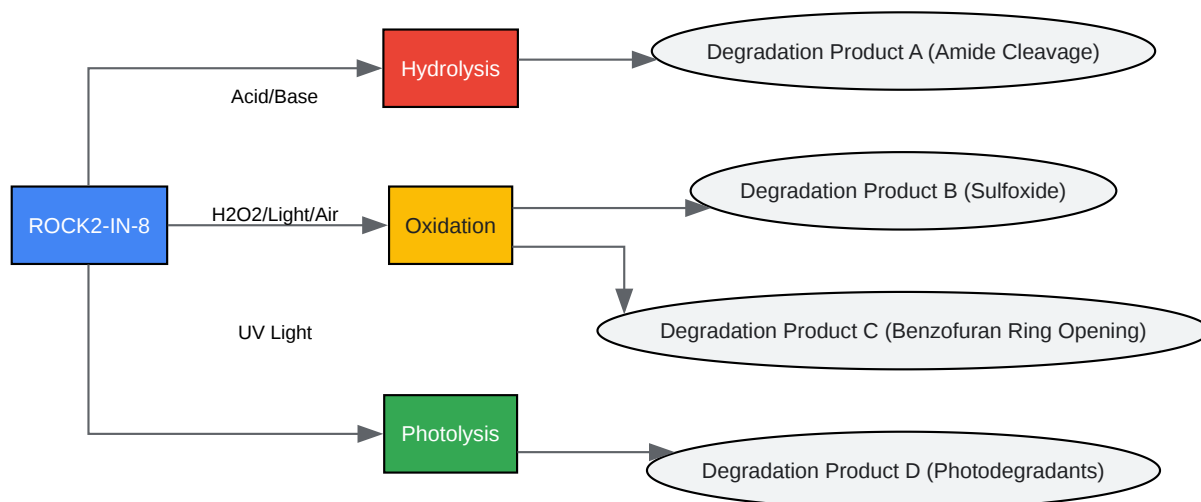 Degradation Product A (Amide Cleavage)
Hydrolysis
Acid/Base
Degradation Product B (Sulfoxide)
H2O2/Light/Air
ROCK2-IN-8
Oxidation
UV Light
Degradation Product C (Benzofuran Ring Opening)
Photolysis
Degradation Product D (Photodegradants)